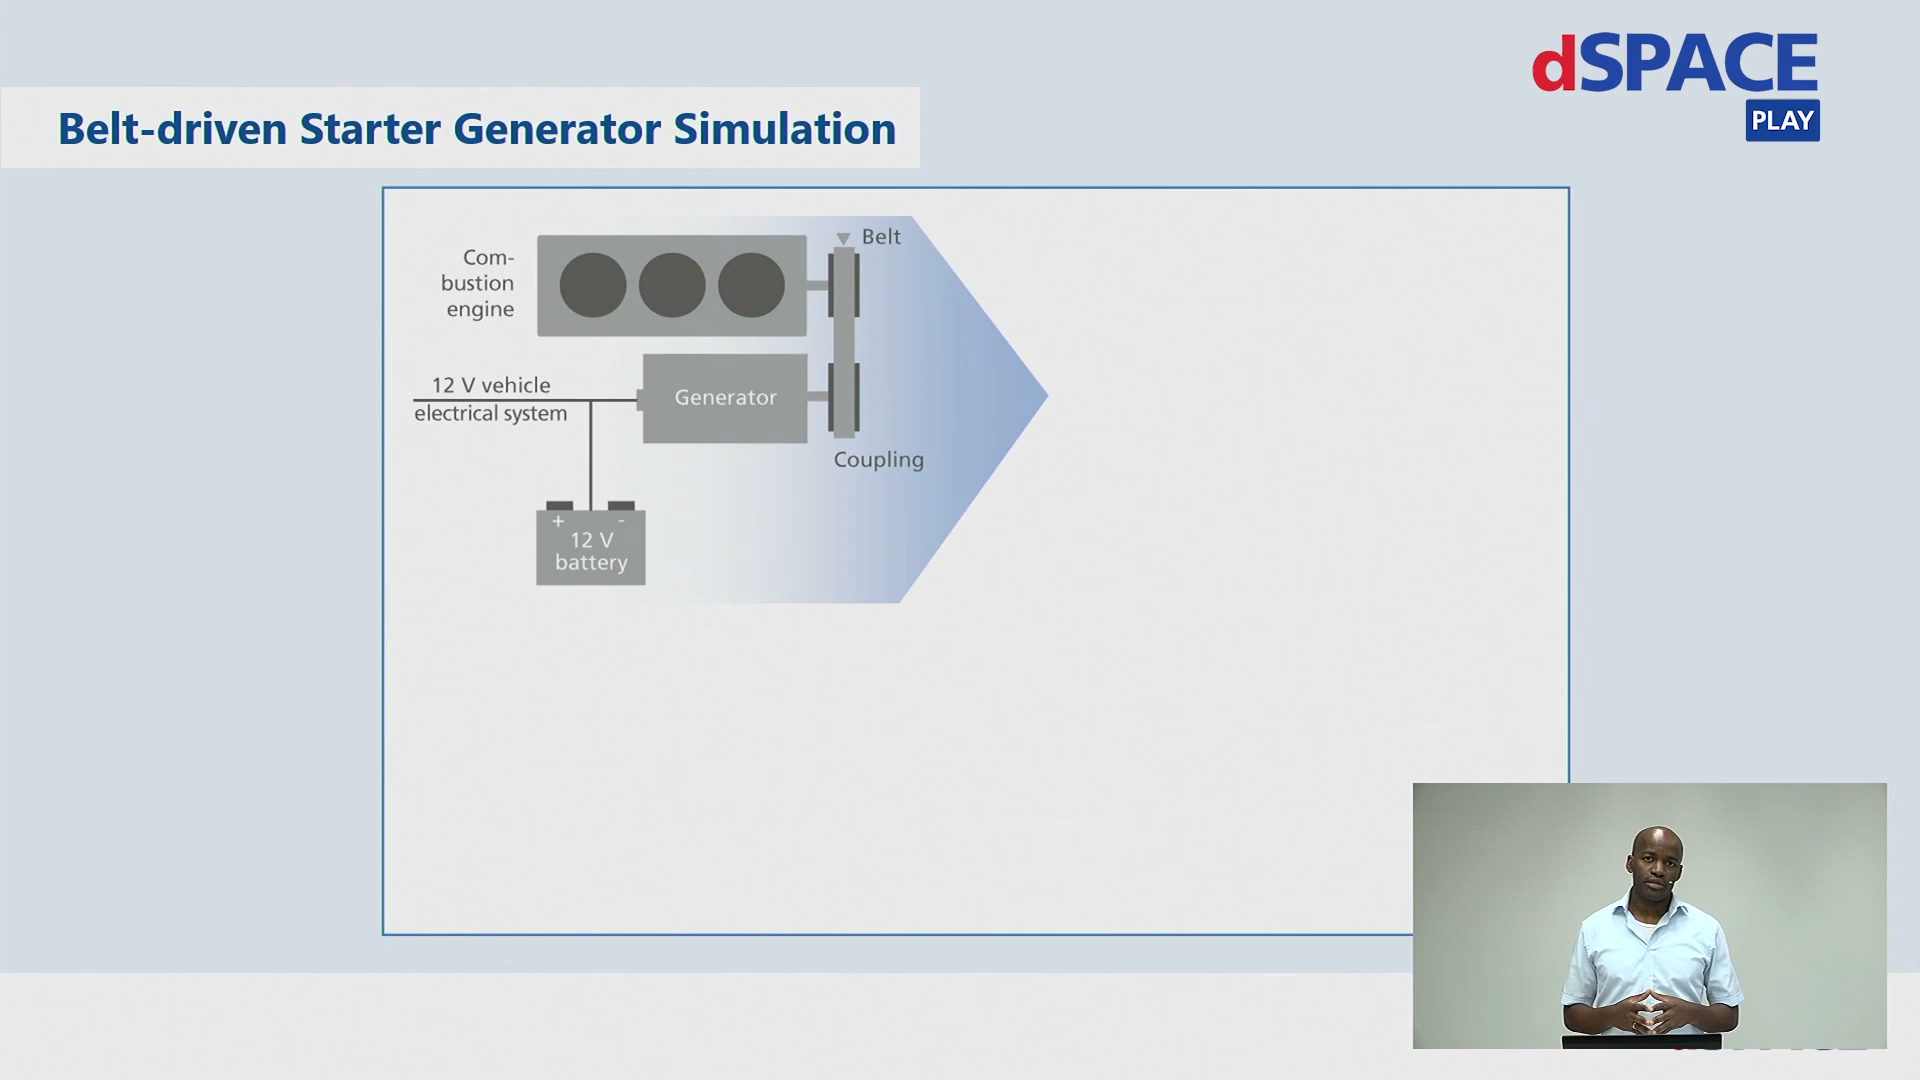 dSPACE
PLAY
Belt-driven Starter Generator Simulation
Com-
bustion
engine
Belt
12 V vehicle
electrical system
Generator
Coupling
+ -
12 V
battery